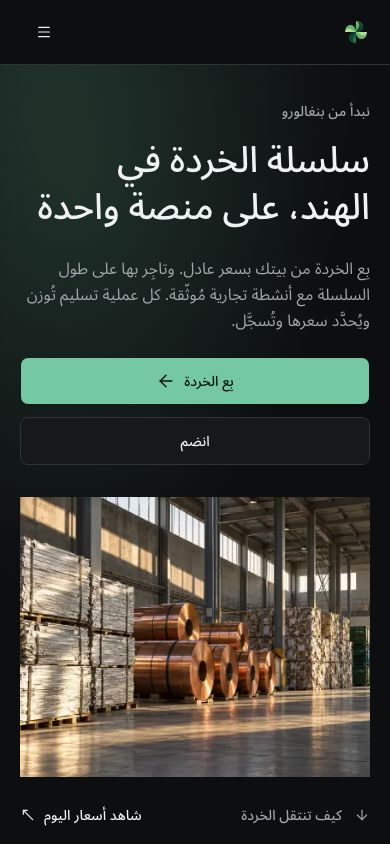 نبدأ من بنغالورو
سلسلة الخردة في
الهند، على منصة واحدة
بِع الخردة من بيتك بسعر عادل. وتاجِر بها على طول
السلسلة مع أنشطة تجارية مُوثّقة. كل عملية تسليم تُوزن
ويُحدَّد سعرها وتُسجَّل.
بِع الخردة ←
انضم
↓ كيف تنتقل الخردة
شاهد أسعار اليوم ↖